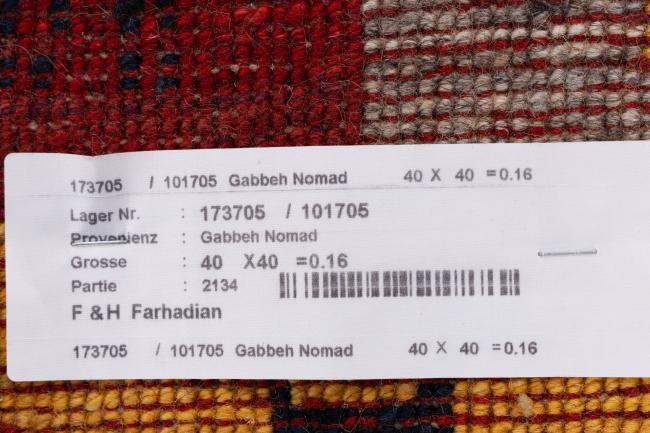 173705 / 101705 Gabbeh Nomad 40 X 40 =0.16
Lager Nr. : 173705 / 101705
Provenienz : Gabbeh Nomad
Grosse : 40 X40 =0.16
Partie : 2134
F &H Farhadian
173705 / 101705 Gabbeh Nomad 40 X 40 =0.16